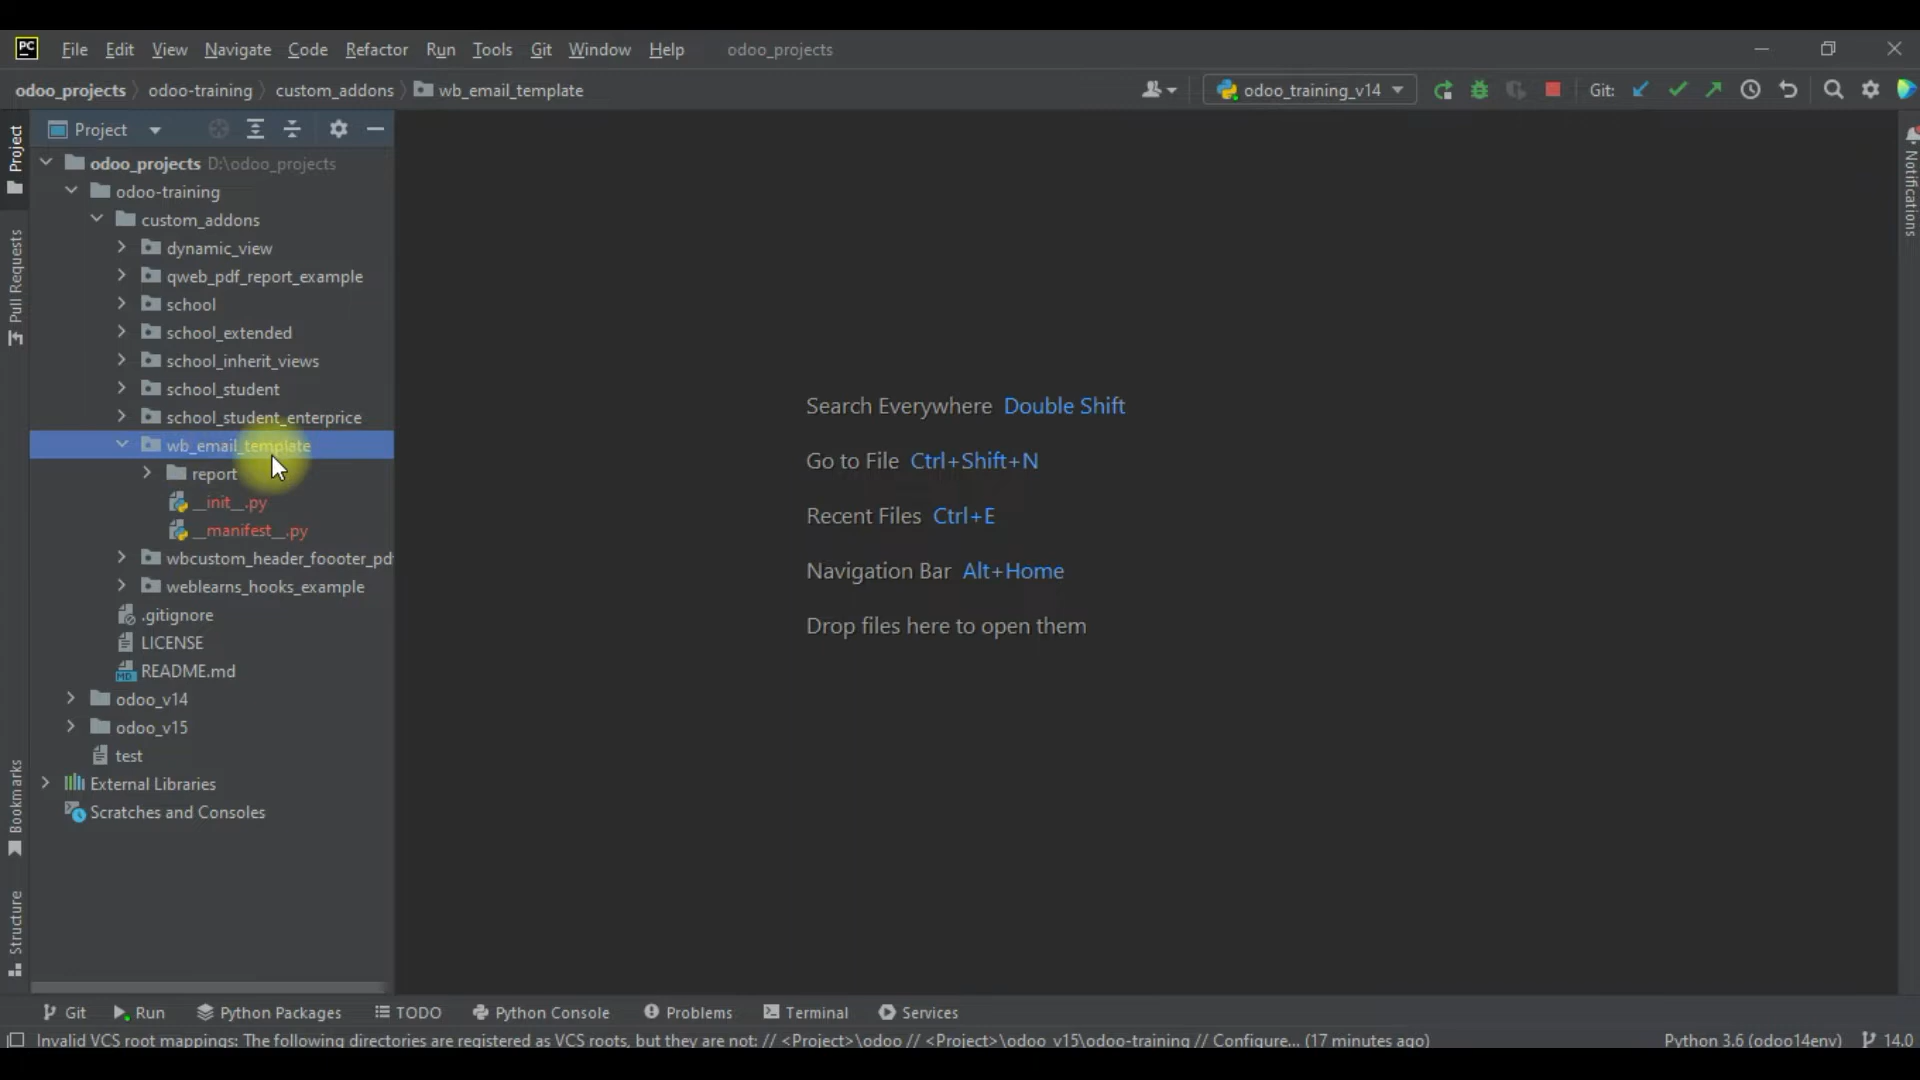 PC File Edit View Navigate Code Refactor Run Tools Git Window Help odoo_projects
odoo_projects odoo-training custom_addons wb_email_template odoo_training_v14 Git:
Project
odoo_projects D:\odoo_projects
odoo-training
custom_addons
dynamic_view
qweb_pdf_report_example
school
school_extended
school_inherit_views
school_student
school_student_enterprice
wb_email_template
report
__init__.py
__manifest__.py
wbcustom_header_foooter_pd
weblearns_hooks_example
.gitignore
LICENSE
README.md
odoo_v14
odoo_v15
test
External Libraries
Scratches and Consoles
Project
Pull Requests
Bookmarks
Structure
Search Everywhere Double Shift
Go to File Ctrl+Shift+N
Recent Files Ctrl+E
Navigation Bar Alt+Home
Drop files here to open them
Notifications
Git Run Python Packages TODO Python Console Problems Terminal Services
Invalid VCS root mappings: The following directories are registered as VCS roots, but they are not: // <Project>\odoo // <Project>\odoo_v15\odoo-training // Configure... (17 minutes ago) Python 3.6 (odoo14env) 14.0